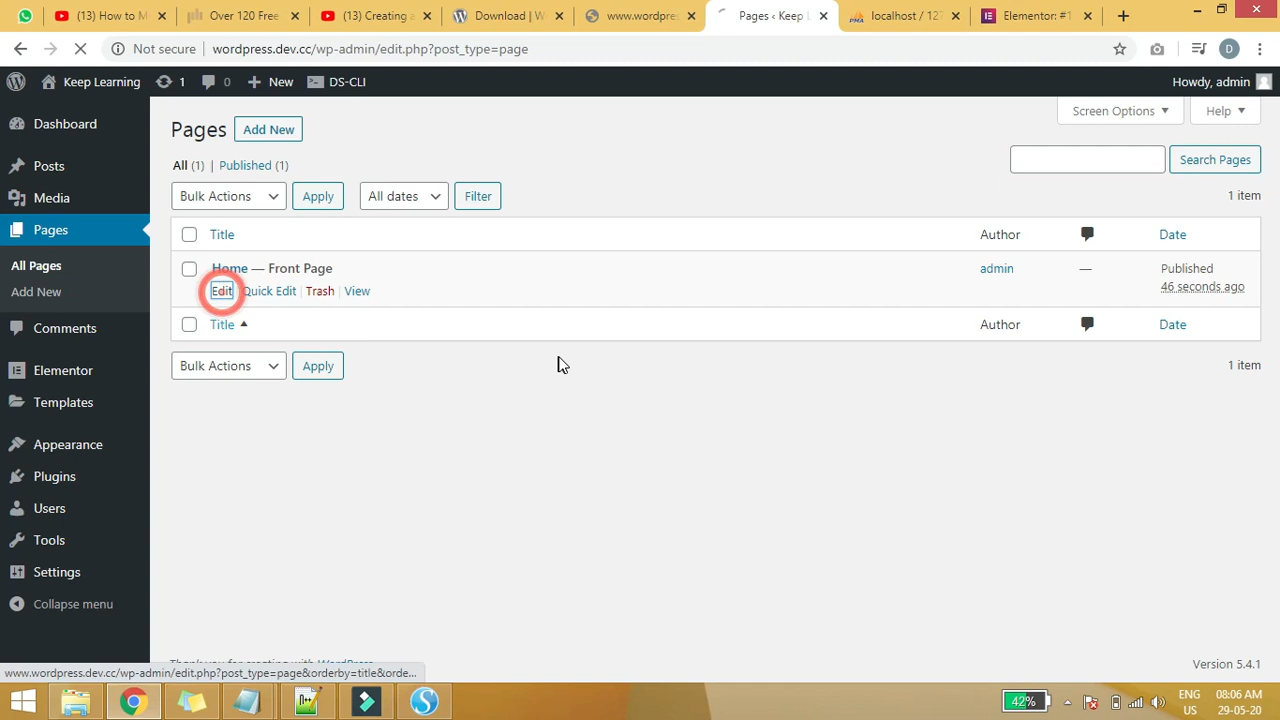 (13) How to M
Over 120 Free
(13) Creating a
Download | W
www.wordpres
Pages ‹ Keep L
localhost / 127
Elementor: #1
Not secure | wordpress.dev.cc/wp-admin/edit.php?post_type=page
D
Keep Learning 1 0 New DS-CLI Howdy, admin
Dashboard
Posts
Media
Pages
All Pages
Add New
Comments
Elementor
Templates
Appearance
Plugins
Users
Tools
Settings
Collapse menu
Screen Options Help
Pages Add New
All (1) | Published (1)
Search Pages
Bulk Actions Apply All dates Filter 1 item
Title Author Date
Home — Front Page admin — Published
Edit Quick Edit | Trash | View 46 seconds ago
Title Author Date
Bulk Actions Apply 1 item
Thank you for creating with WordPress. Version 5.4.1
www.wordpress.dev.cc/wp-admin/edit.php?post_type=page&orderby=title&orde...
42% ENG 08:06 AM
US 29-05-20